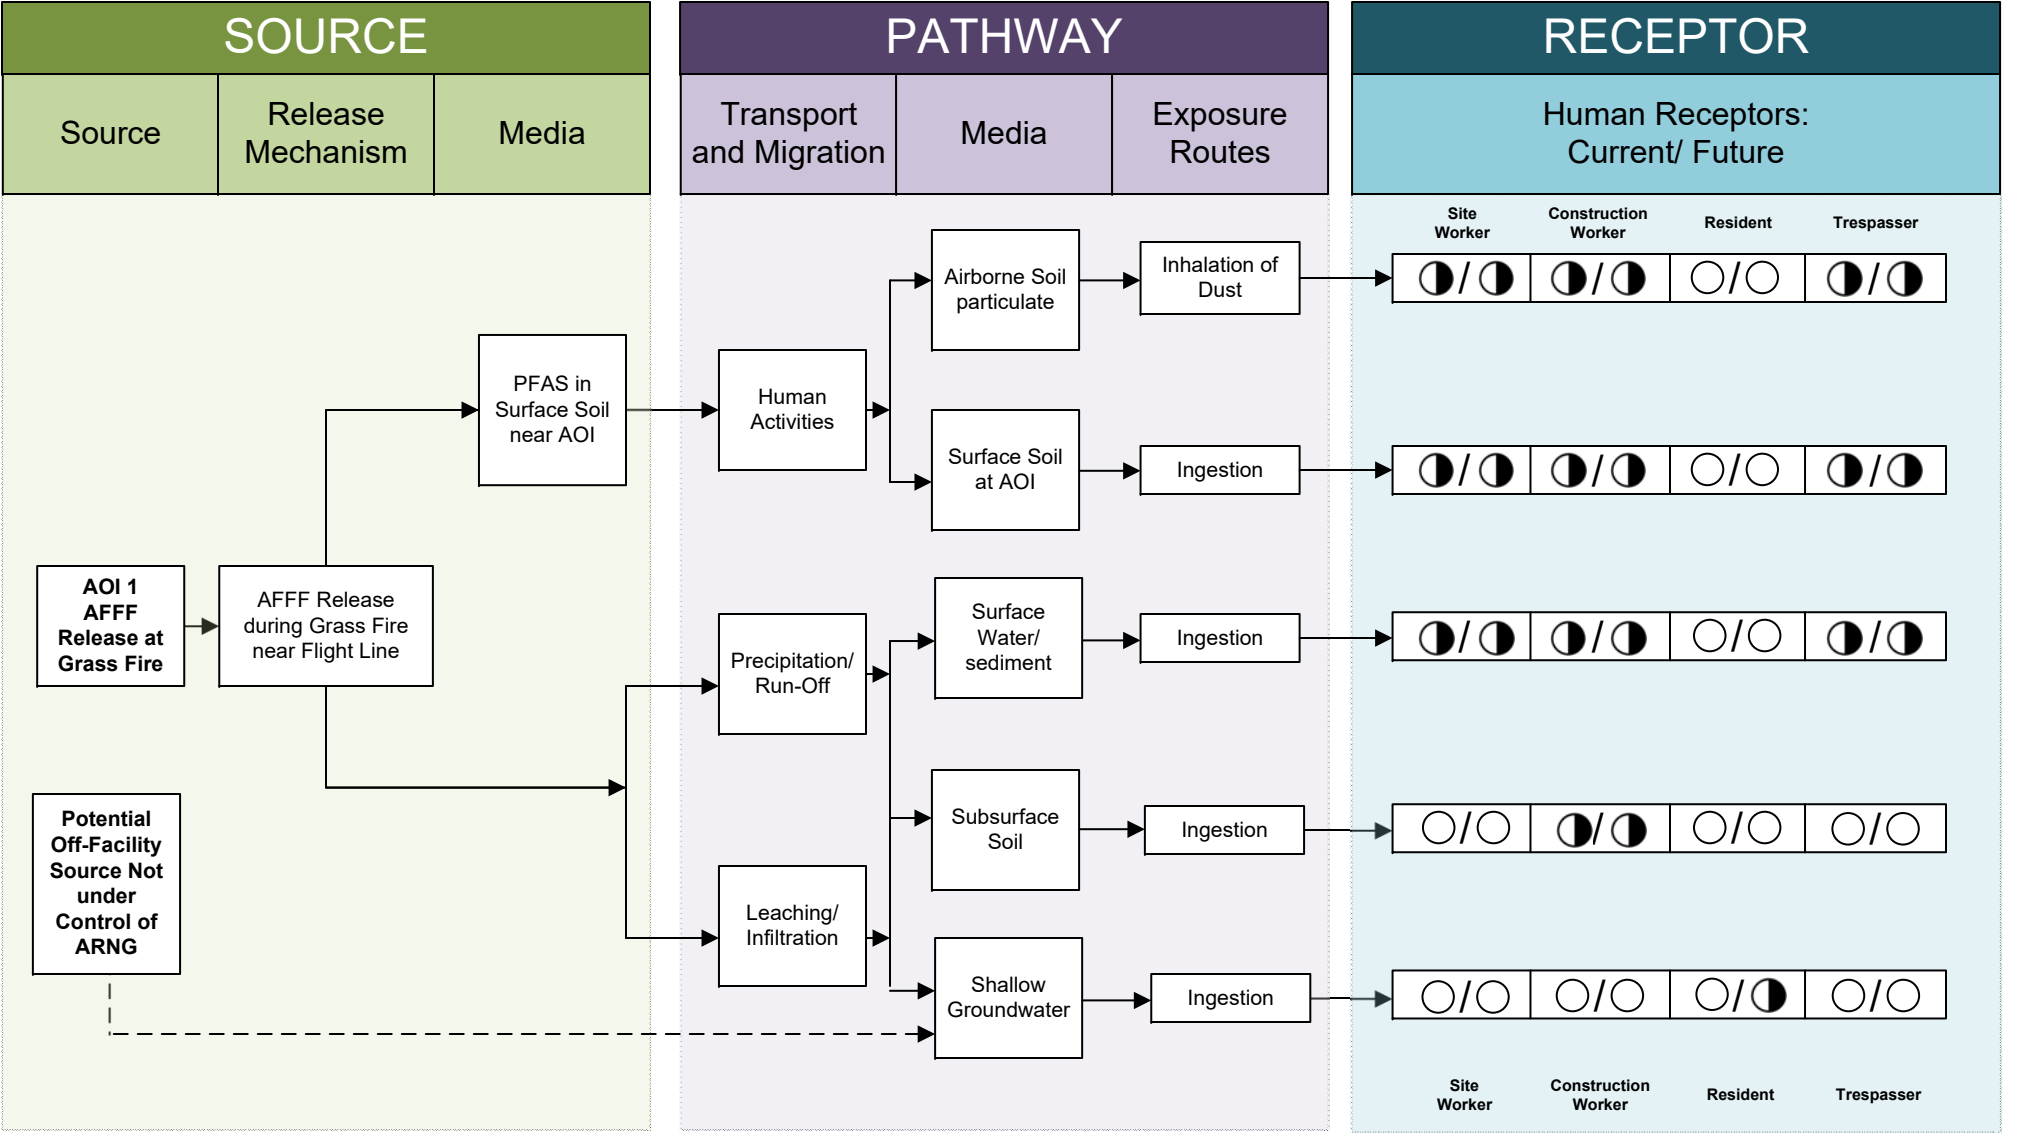 SOURCE
PATHWAY
RECEPTOR
Source
Release
Mechanism
Media
Transport
and Migration
Media
Exposure
Routes
Human Receptors:
Current/ Future
Site
Worker
Construction
Worker
Resident
Trespasser
Airborne Soil
particulate
Inhalation of
Dust
/
/
/
/
PFAS in
Surface Soil
near AOI
Human
Activities
Surface Soil
at AOI
Ingestion
/
/
/
/
AOI 1
AFFF
Release at
Grass Fire
AFFF Release
during Grass Fire
near Flight Line
Precipitation/
Run-Off
Surface
Water/
sediment
Ingestion
/
/
/
/
Potential
Off-Facility
Source Not
under
Control of
ARNG
Subsurface
Soil
Ingestion
/
/
/
/
Leaching/
Infiltration
Shallow
Groundwater
Ingestion
/
/
/
/
Site
Worker
Construction
Worker
Resident
Trespasser